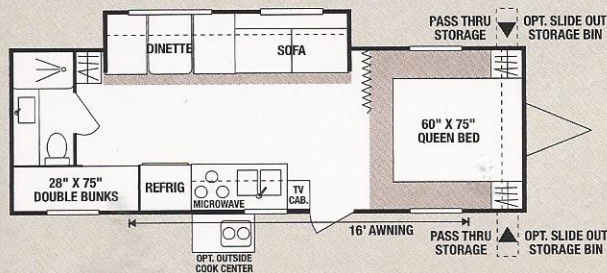 PASS THRU
STORAGE
OPT. SLIDE OUT
STORAGE BIN
DINETTE
SOFA
60" X 75"
QUEEN BED
28" X 75"
DOUBLE BUNKS
REFRIG
MICROWAVE
TV
CAB.
16' AWNING
OPT. OUTSIDE
COOK CENTER
PASS THRU
STORAGE
OPT. SLIDE OUT
STORAGE BIN